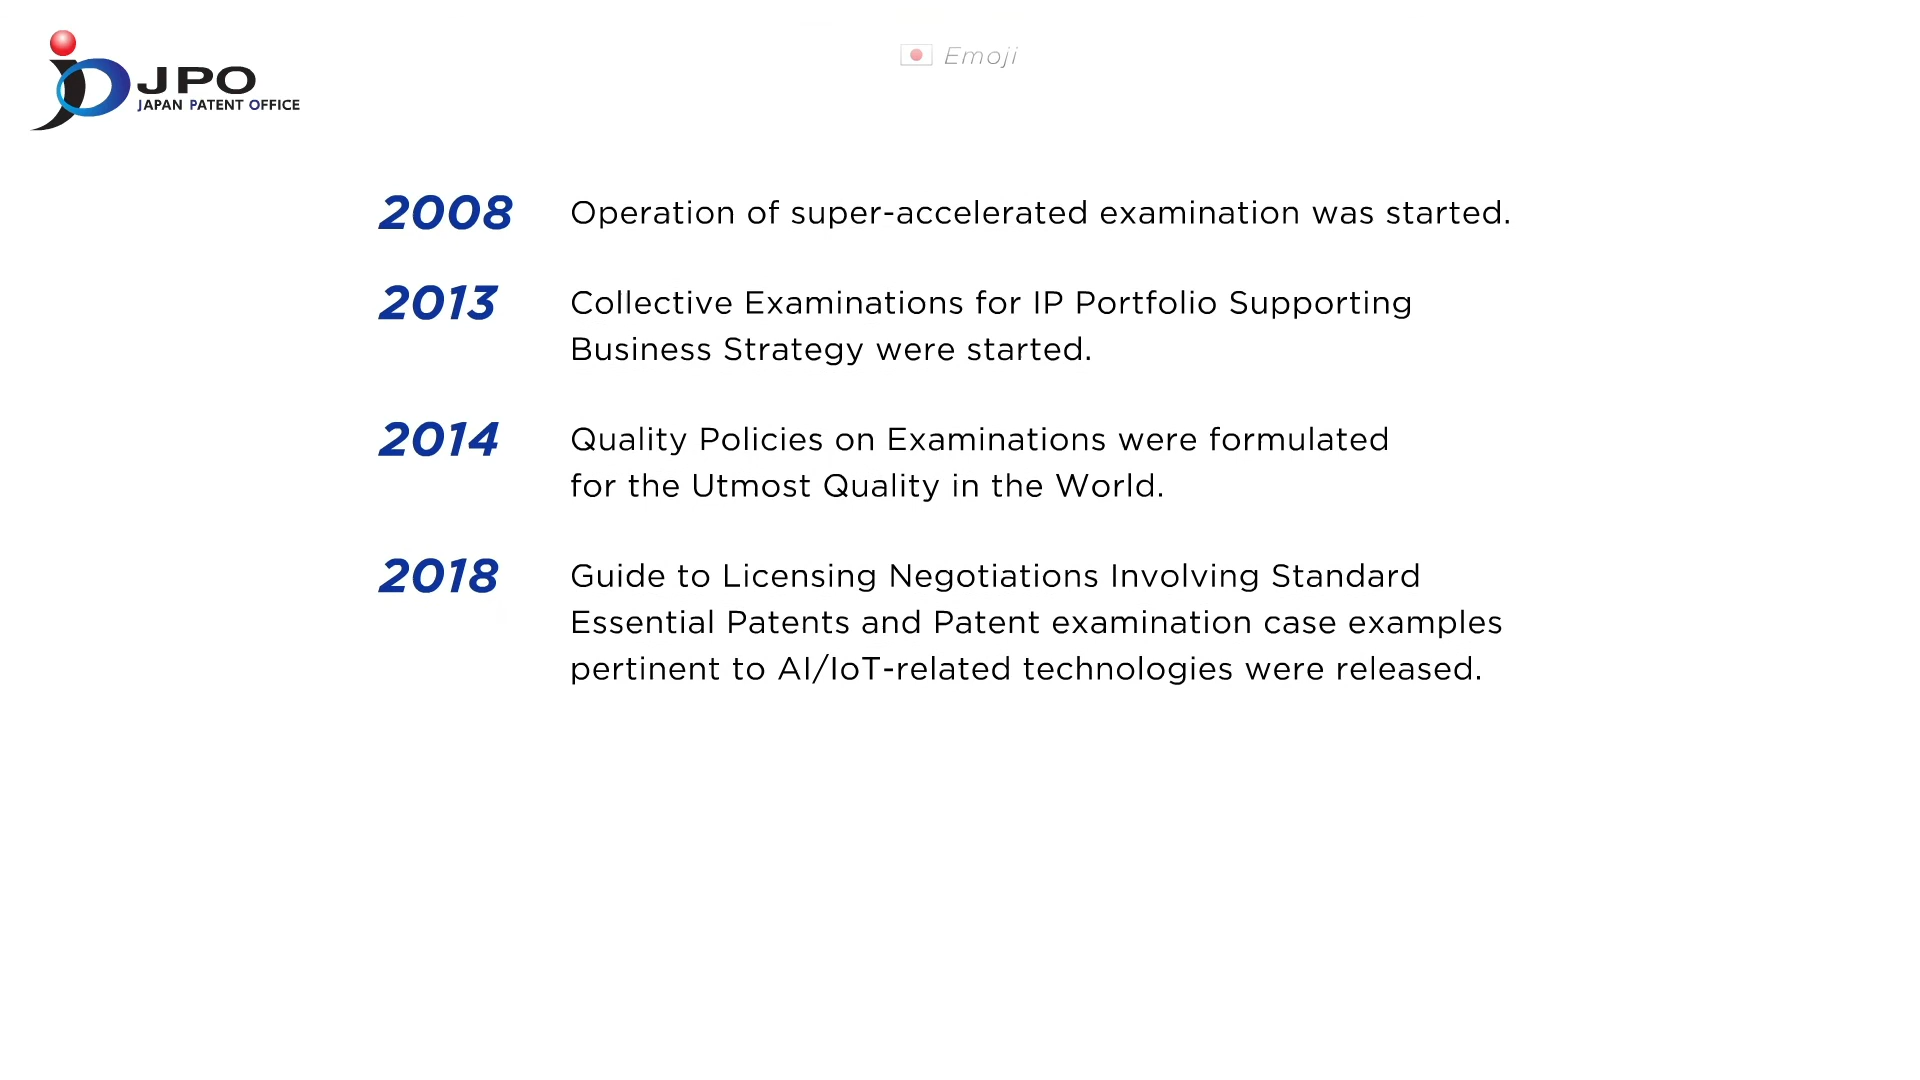 JPO
JAPAN PATENT OFFICE
Emoji
2008 Operation of super-accelerated examination was started.
2013 Collective Examinations for IP Portfolio Supporting
Business Strategy were started.
2014 Quality Policies on Examinations were formulated
for the Utmost Quality in the World.
2018 Guide to Licensing Negotiations Involving Standard
Essential Patents and Patent examination case examples
pertinent to AI/IoT-related technologies were released.